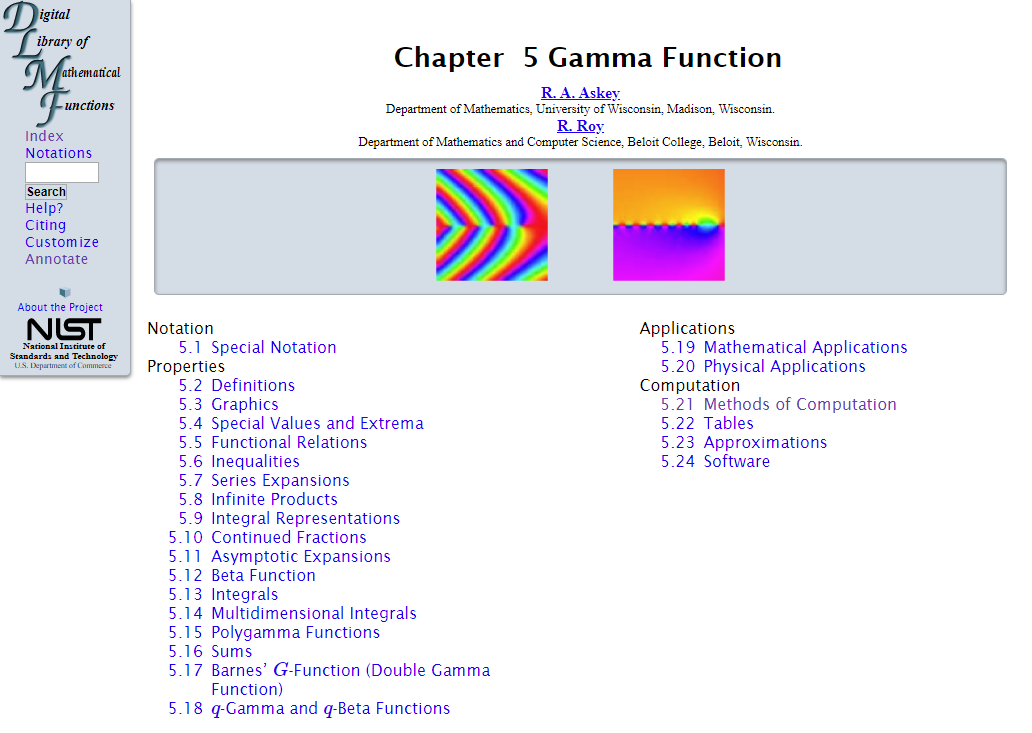 Digital
Library of
Mathematical
Functions
Index
Notations
Search
Help?
Citing
Customize
Annotate
About the Project
NIST
National Institute of
Standards and Technology
U.S. Department of Commerce
Chapter 5 Gamma Function
R. A. Askey
Department of Mathematics, University of Wisconsin, Madison, Wisconsin.
R. Roy
Department of Mathematics and Computer Science, Beloit College, Beloit, Wisconsin.
Notation
5.1 Special Notation
Properties
5.2 Definitions
5.3 Graphics
5.4 Special Values and Extrema
5.5 Functional Relations
5.6 Inequalities
5.7 Series Expansions
5.8 Infinite Products
5.9 Integral Representations
5.10 Continued Fractions
5.11 Asymptotic Expansions
5.12 Beta Function
5.13 Integrals
5.14 Multidimensional Integrals
5.15 Polygamma Functions
5.16 Sums
5.17 Barnes’ G-Function (Double Gamma
Function)
5.18 q-Gamma and q-Beta Functions
Applications
5.19 Mathematical Applications
5.20 Physical Applications
Computation
5.21 Methods of Computation
5.22 Tables
5.23 Approximations
5.24 Software